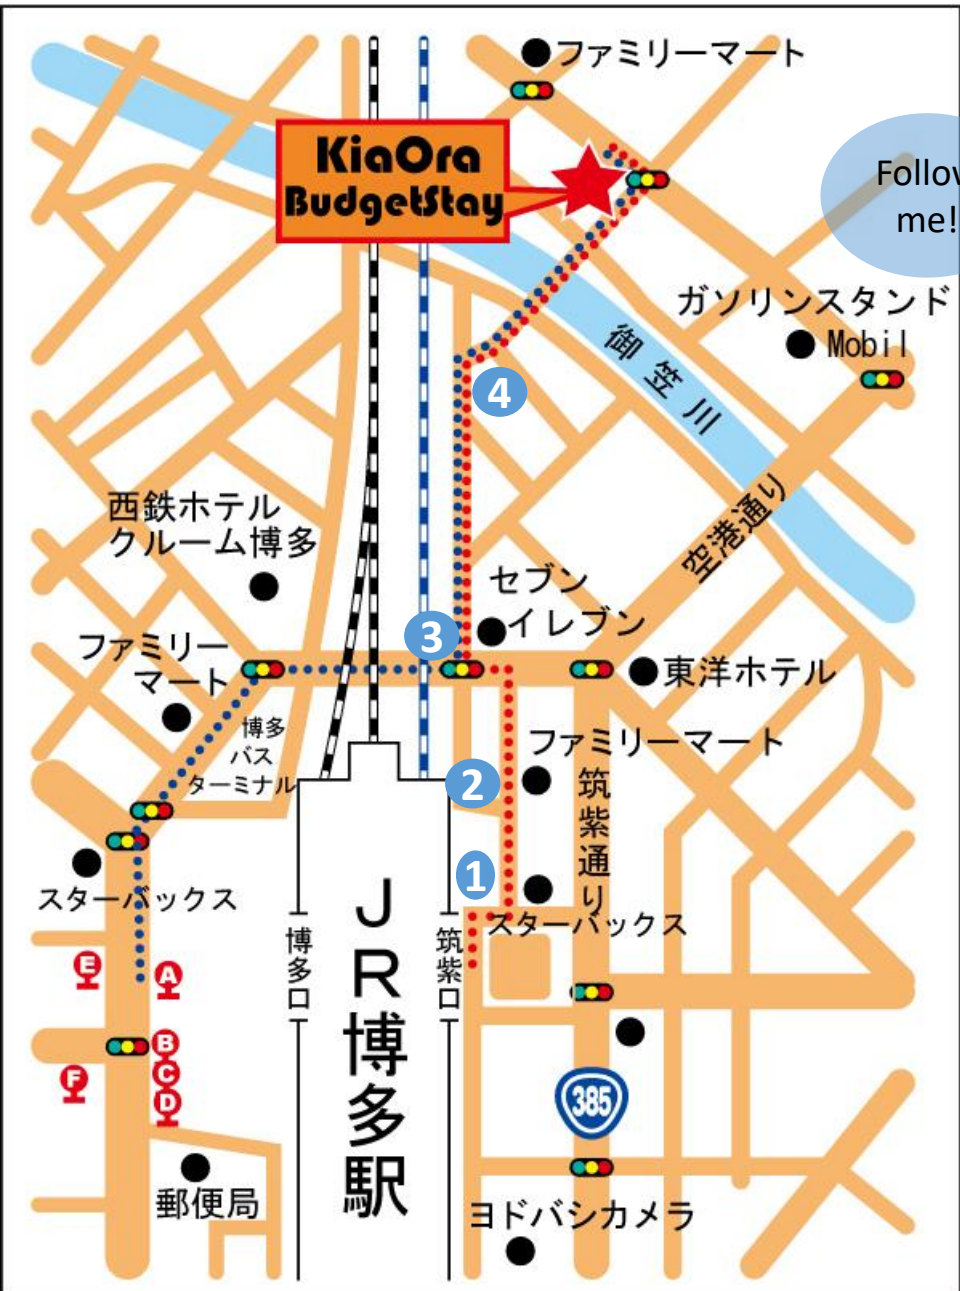 ファミリーマート
KiaOra
BudgetStay
Follow
me!
ガソリンスタンド
Mobil
御笠川
4
空港通り
西鉄ホテル
クルーム博多
セブン
イレブン
3
ファミリー
マート
東洋ホテル
博多
バス
ターミナル
ファミリーマート
2
筑紫通り
1
スターバックス
スターバックス
JR博多駅
博多口
筑紫口
E
A
B
C
D
F
385
郵便局
ヨドバシカメラ